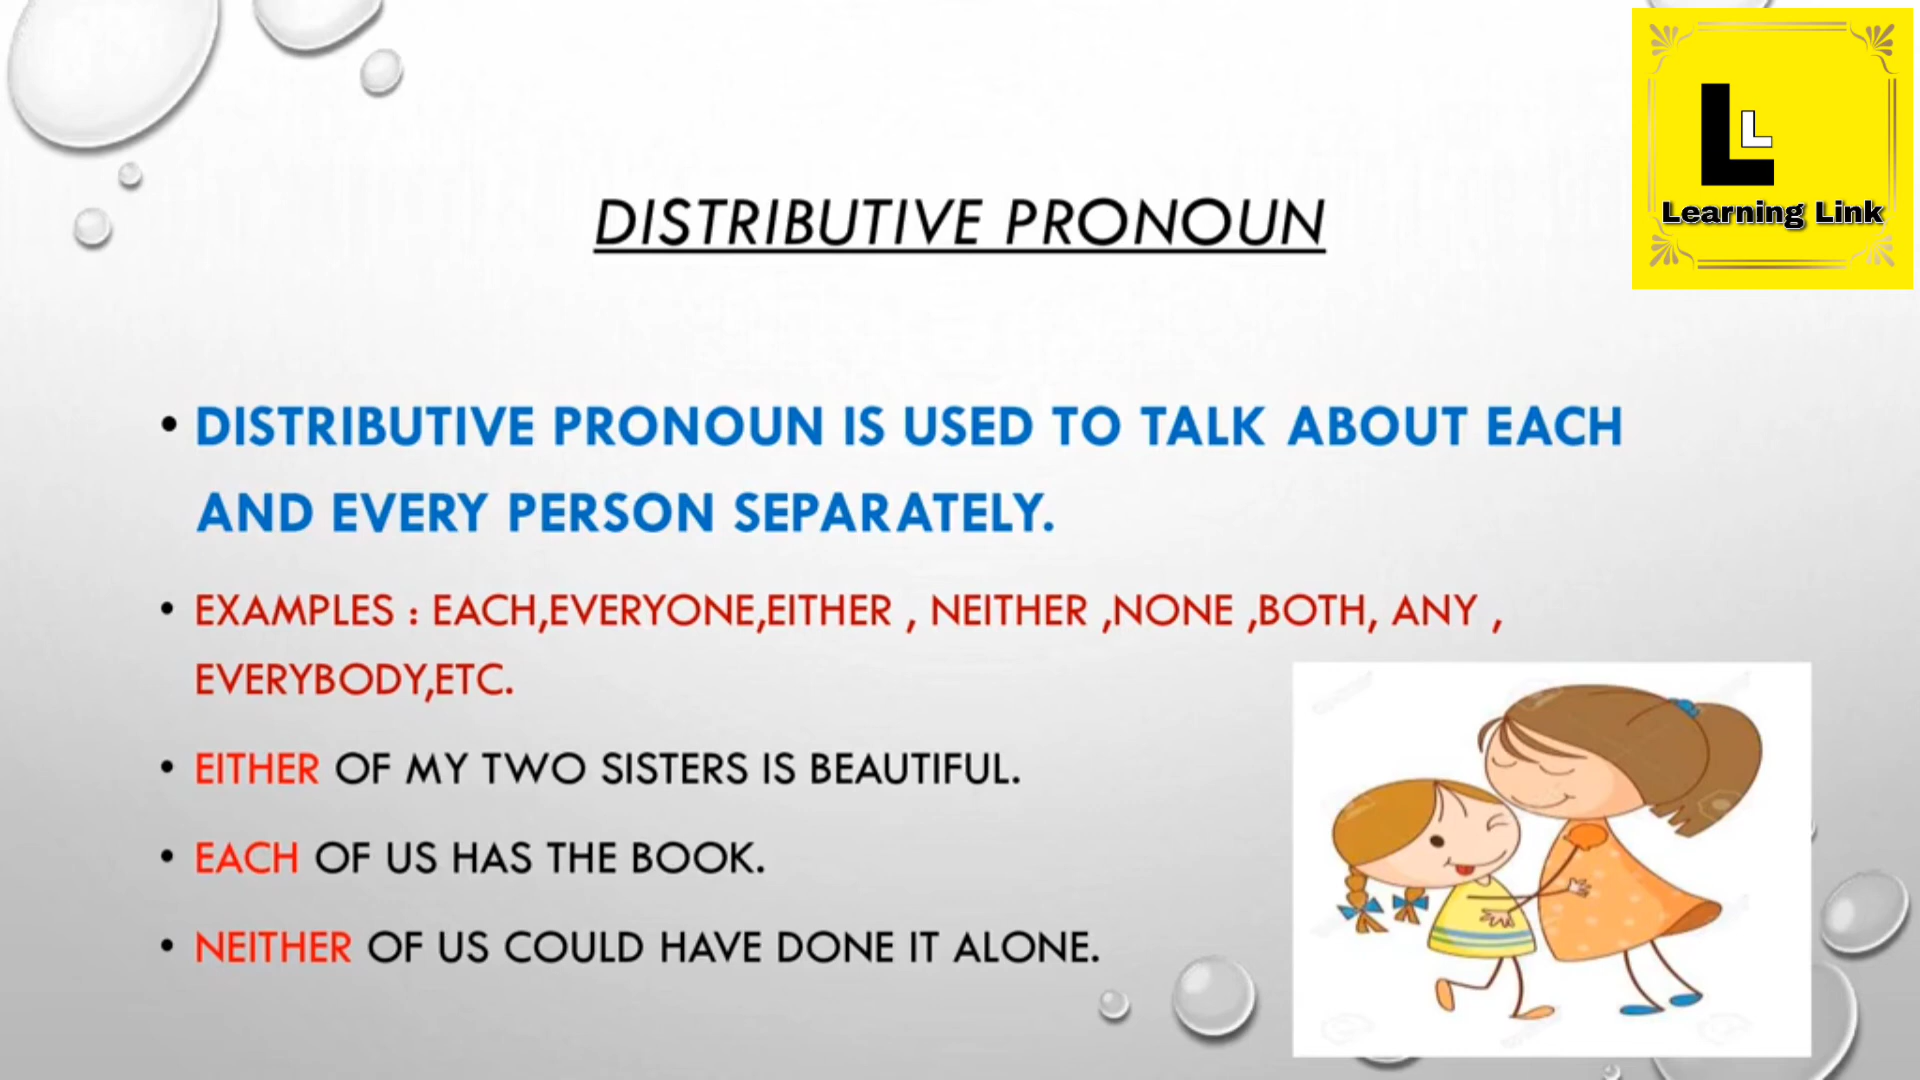 DISTRIBUTIVE PRONOUN
L
L
Learning Link
• DISTRIBUTIVE PRONOUN IS USED TO TALK ABOUT EACH
AND EVERY PERSON SEPARATELY.
• EXAMPLES : EACH,EVERYONE,EITHER , NEITHER ,NONE ,BOTH, ANY ,
EVERYBODY,ETC.
• EITHER OF MY TWO SISTERS IS BEAUTIFUL.
• EACH OF US HAS THE BOOK.
• NEITHER OF US COULD HAVE DONE IT ALONE.